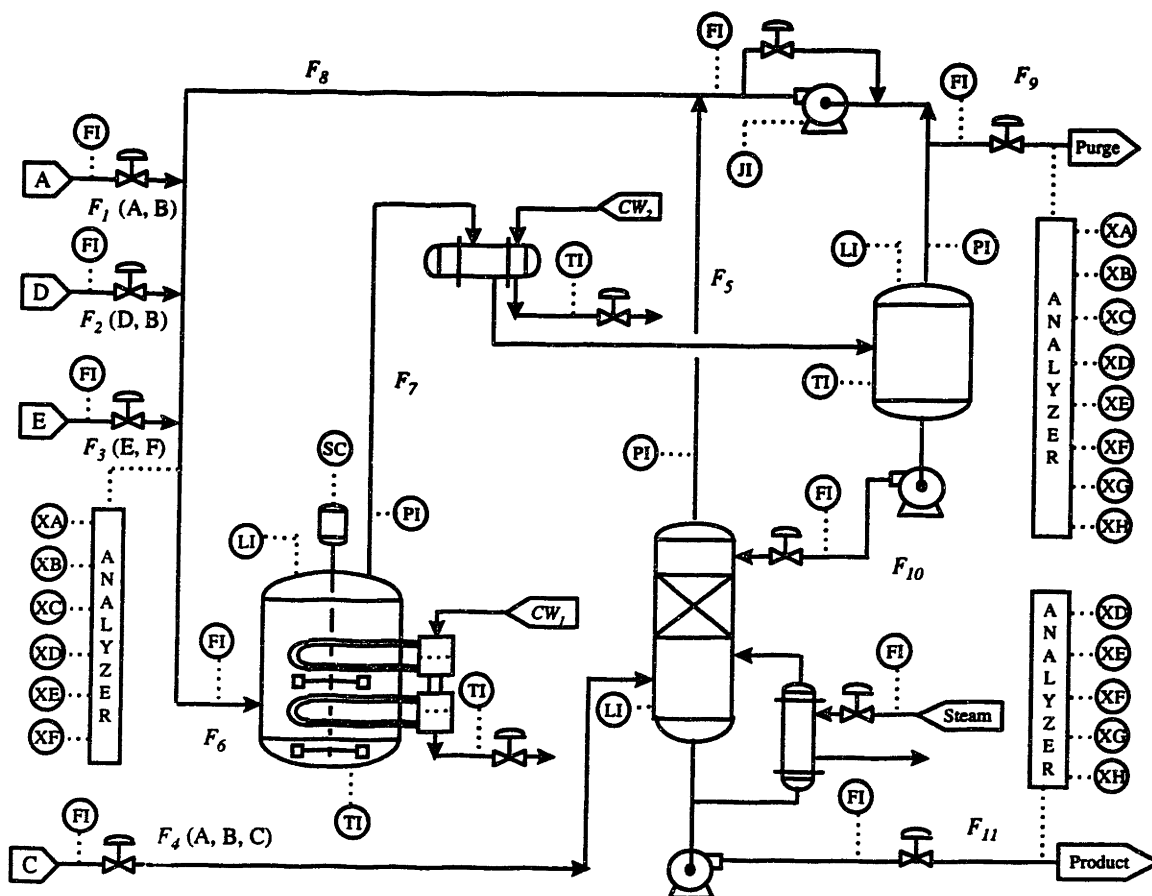 FI
F8
FI
F9
FI
A
F1 (A, B)
JI
Purge
FI
D
F2 (D, B)
CW2
TI
F5
LI
PI
FI
E
F3 (E, F)
F7
TI
ANALYZER
XA
XB
XC
XD
XE
XF
XG
XH
SC
PI
LI
PI
FI
F10
XA
XB
XC
XD
XE
XF
ANALYZER
FI
F6
CW1
TI
TI
LI
FI
Steam
ANALYZER
XD
XE
XF
XG
XH
FI
C
F4 (A, B, C)
FI
F11
Product